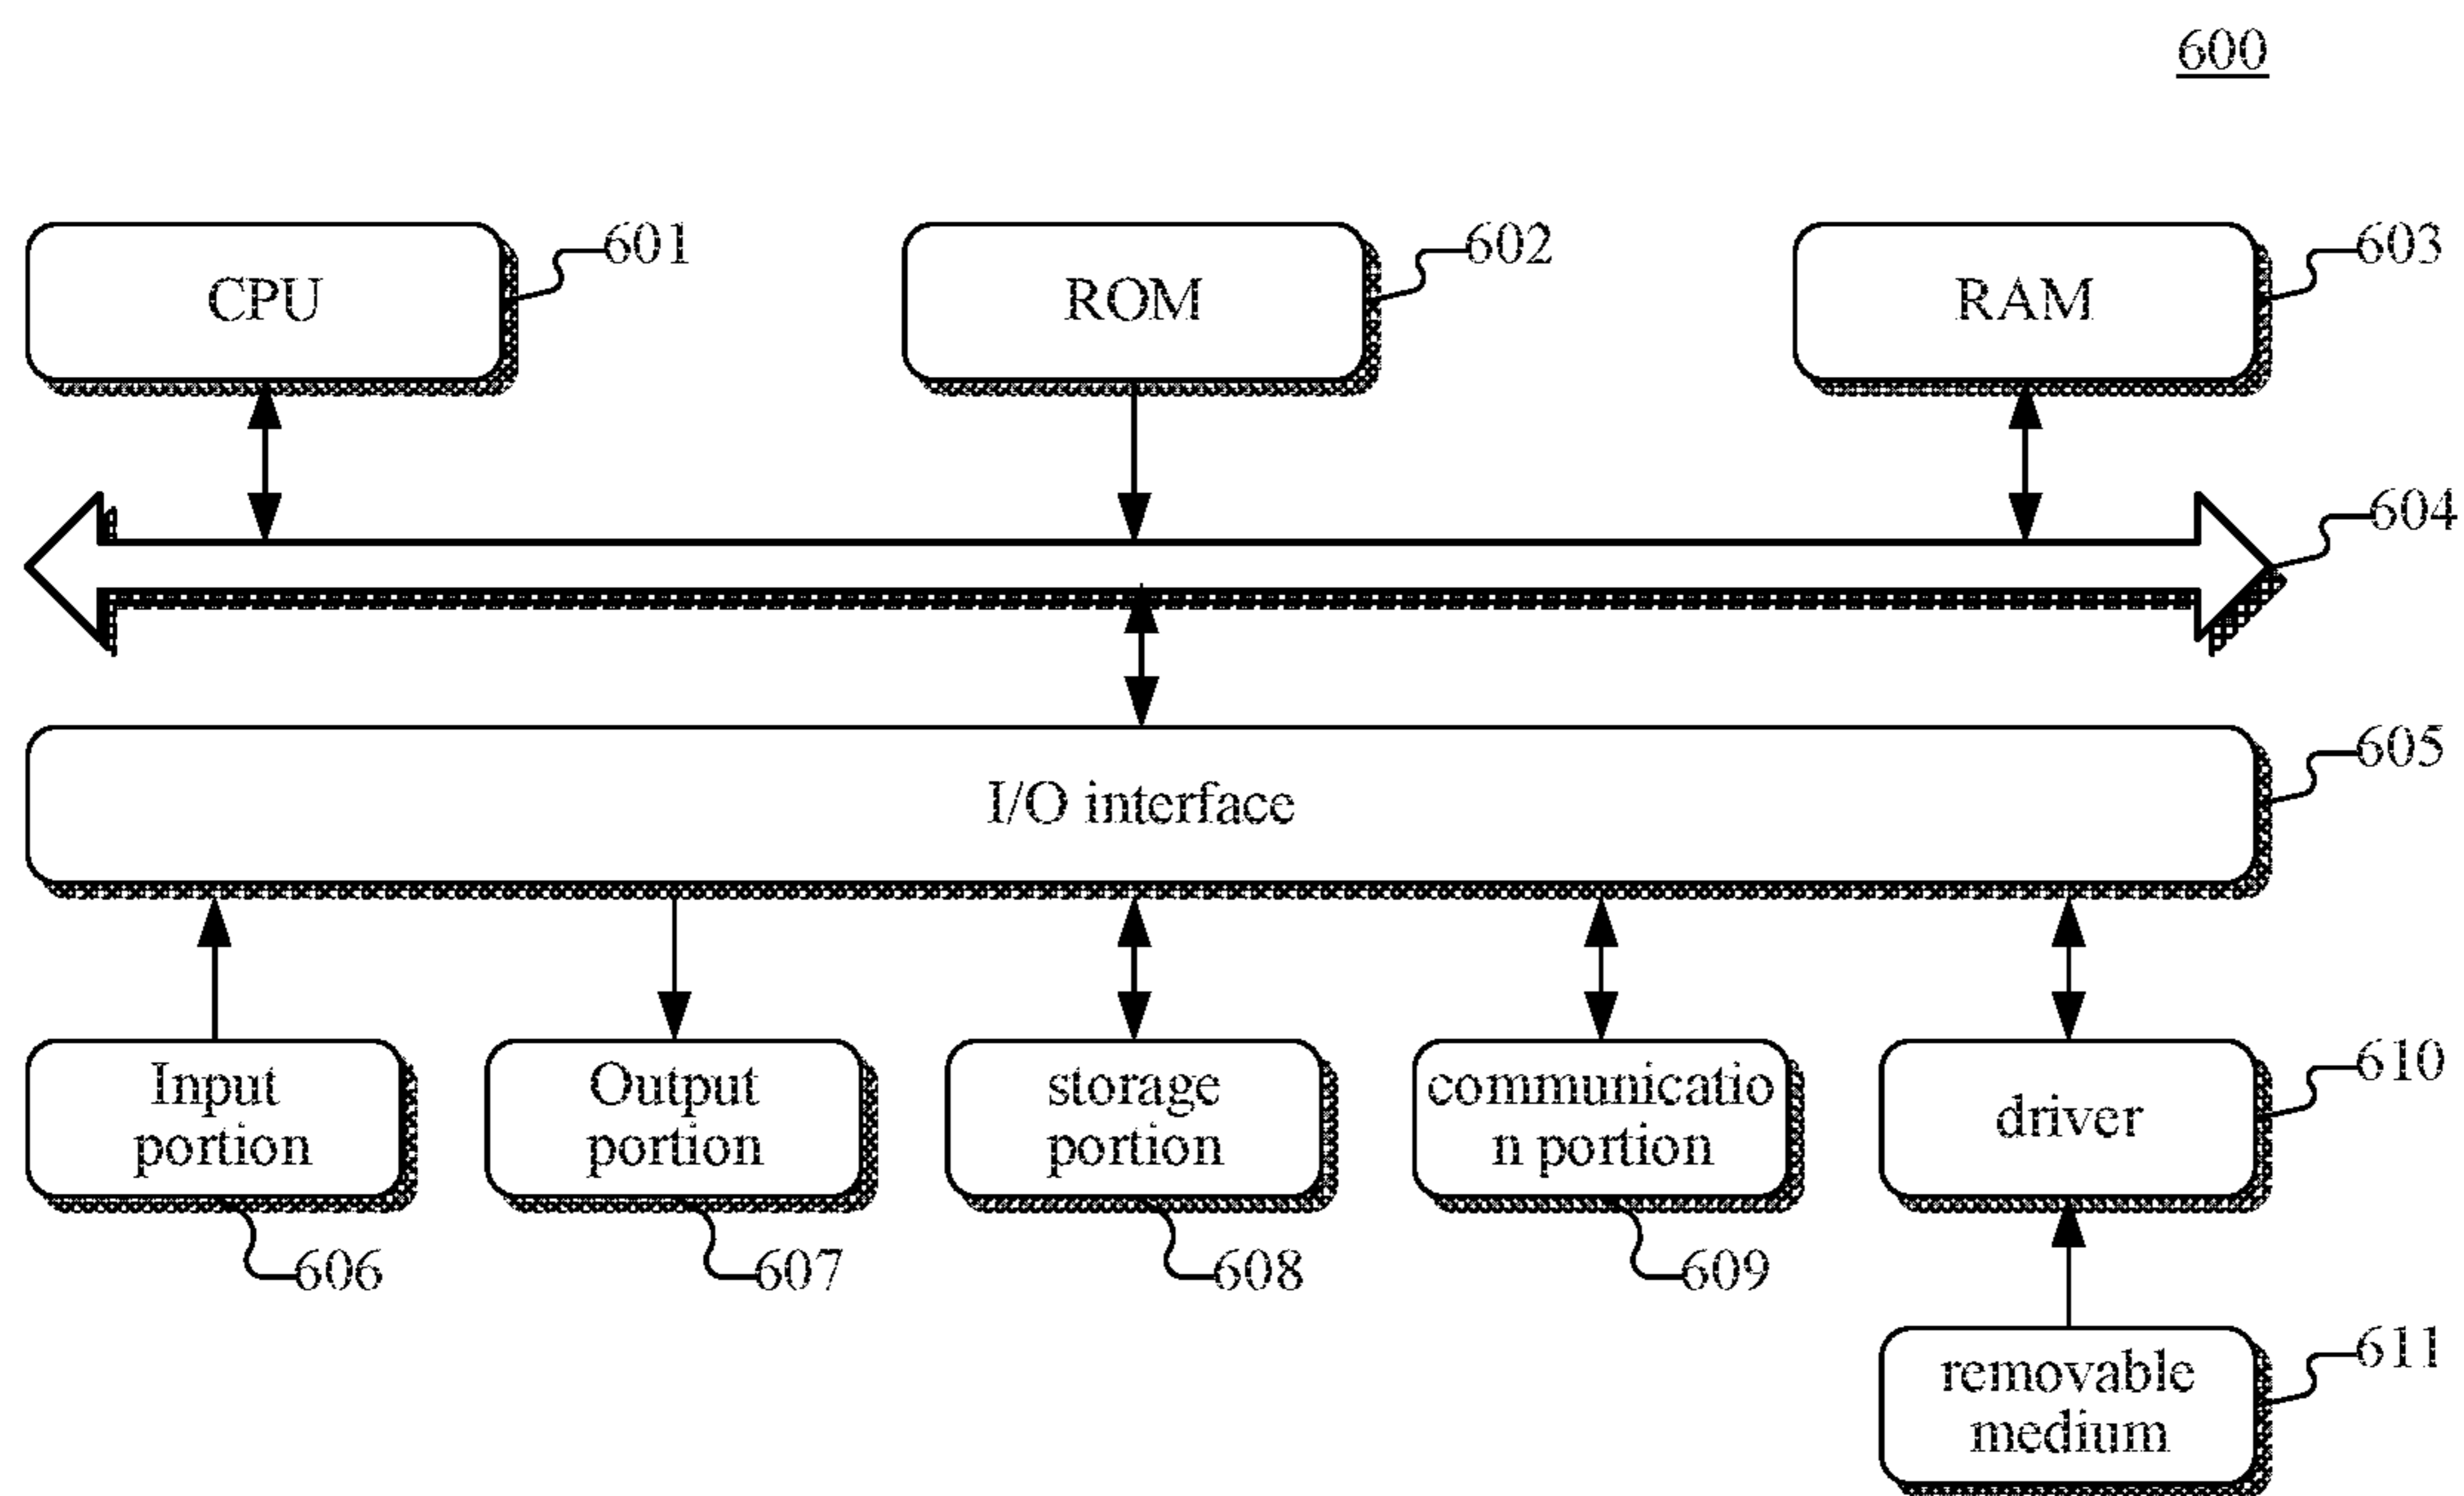 600
CPU
601
ROM
602
RAM
603
604
I/O interface
605
Input
portion
606
Output
portion
607
storage
portion
608
communicatio
n portion
609
driver
610
removable
medium
611